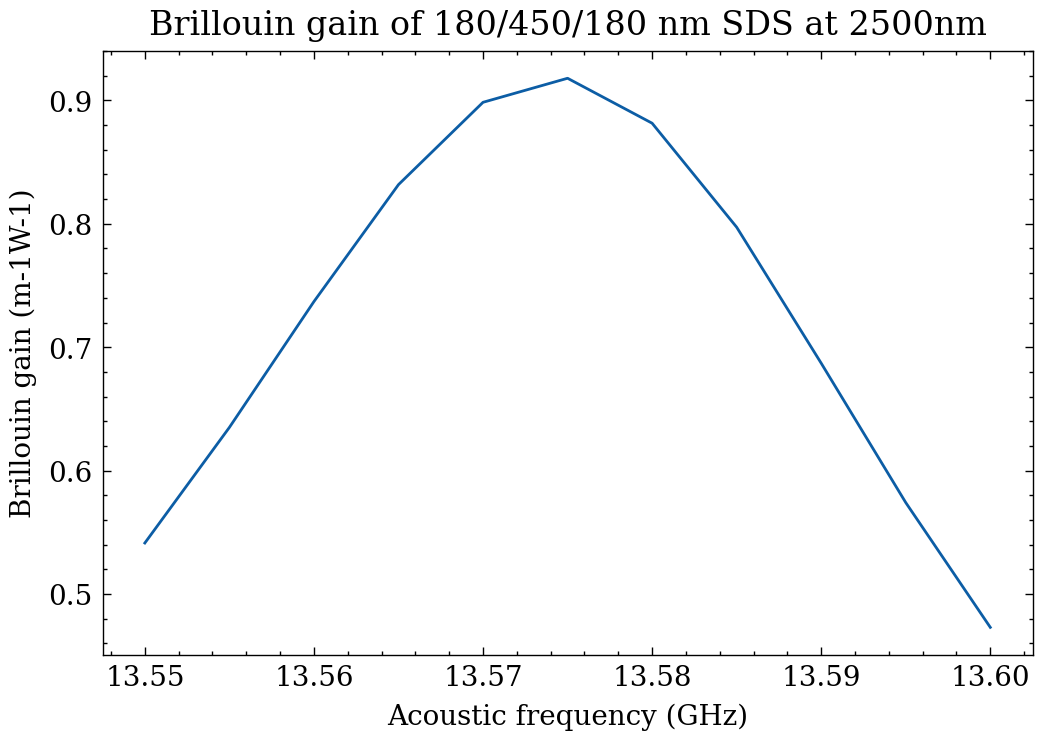 Brillouin gain of 180/450/180 nm SDS at 2500nm
Brillouin gain (m-1W-1)
0.9
0.8
0.7
0.6
0.5
13.55 13.56 13.57 13.58 13.59 13.60
Acoustic frequency (GHz)